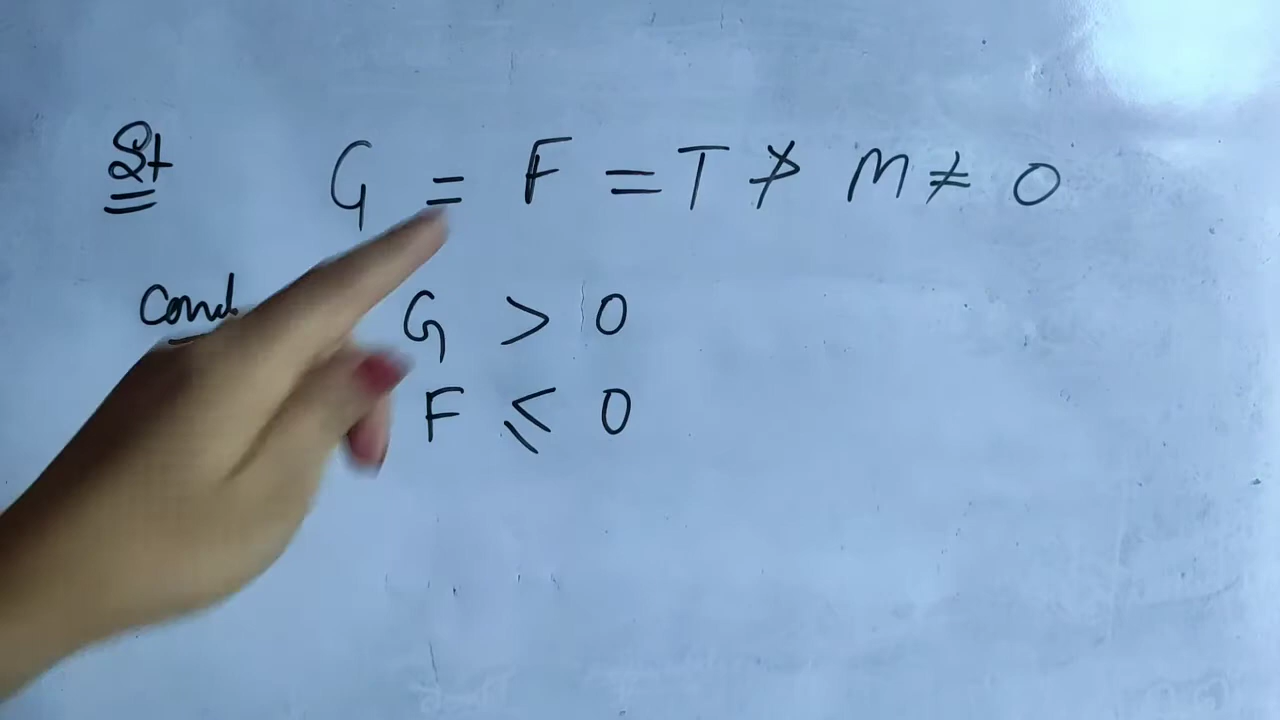 St G = F = T ≯ M ≠ 0
Cond G > 0
F ≤ 0